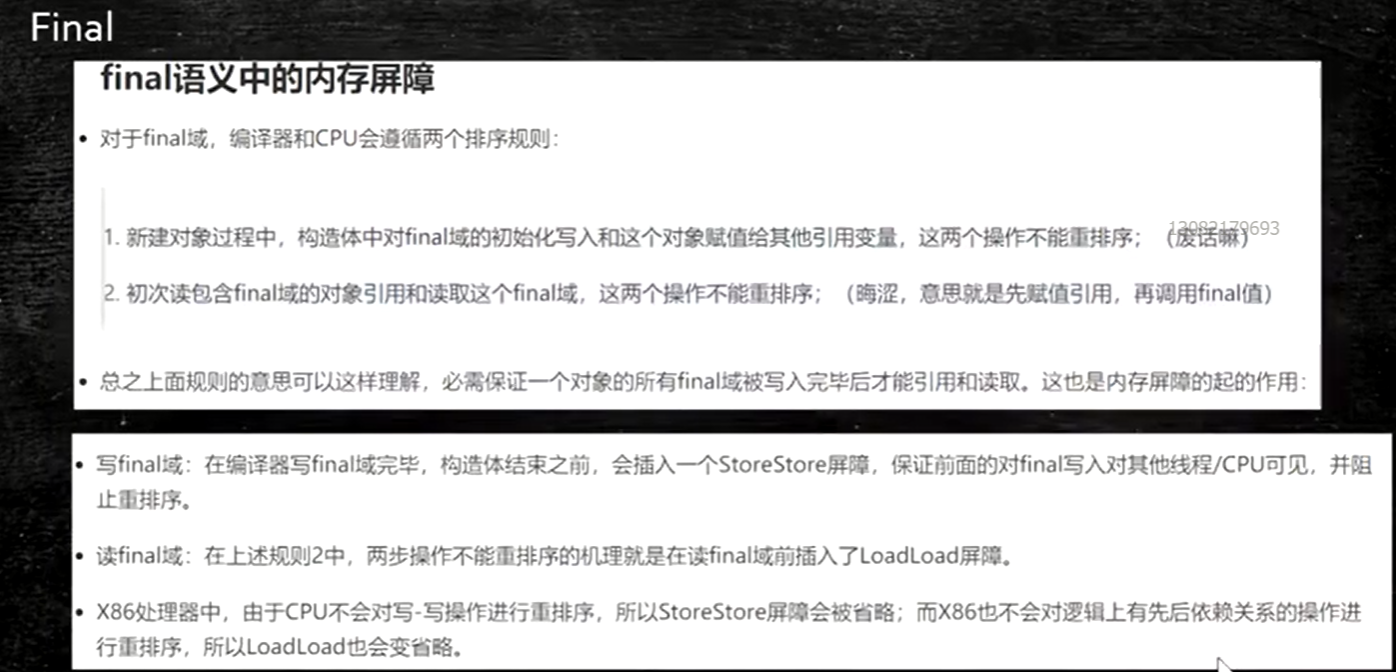 Final
final语义中的内存屏障
• 对于final域，编译器和CPU会遵循两个排序规则：
13082179693
1. 新建对象过程中，构造体中对final域的初始化写入和这个对象赋值给其他引用变量，这两个操作不能重排序；（废话嘛）
2. 初次读包含final域的对象引用和读取这个final域，这两个操作不能重排序；（晦涩，意思就是先赋值引用，再调用final值）
• 总之上面规则的意思可以这样理解，必需保证一个对象的所有final域被写入完毕后才能引用和读取。这也是内存屏障的起的作用：
• 写final域：在编译器写final域完毕，构造体结束之前，会插入一个StoreStore屏障，保证前面的对final写入对其他线程/CPU可见，并阻
止重排序。
• 读final域：在上述规则2中，两步操作不能重排序的机理就是在读final域前插入了LoadLoad屏障。
• X86处理器中，由于CPU不会对写-写操作进行重排序，所以StoreStore屏障会被省略；而X86也不会对逻辑上有先后依赖关系的操作进
行重排序，所以LoadLoad也会变省略。